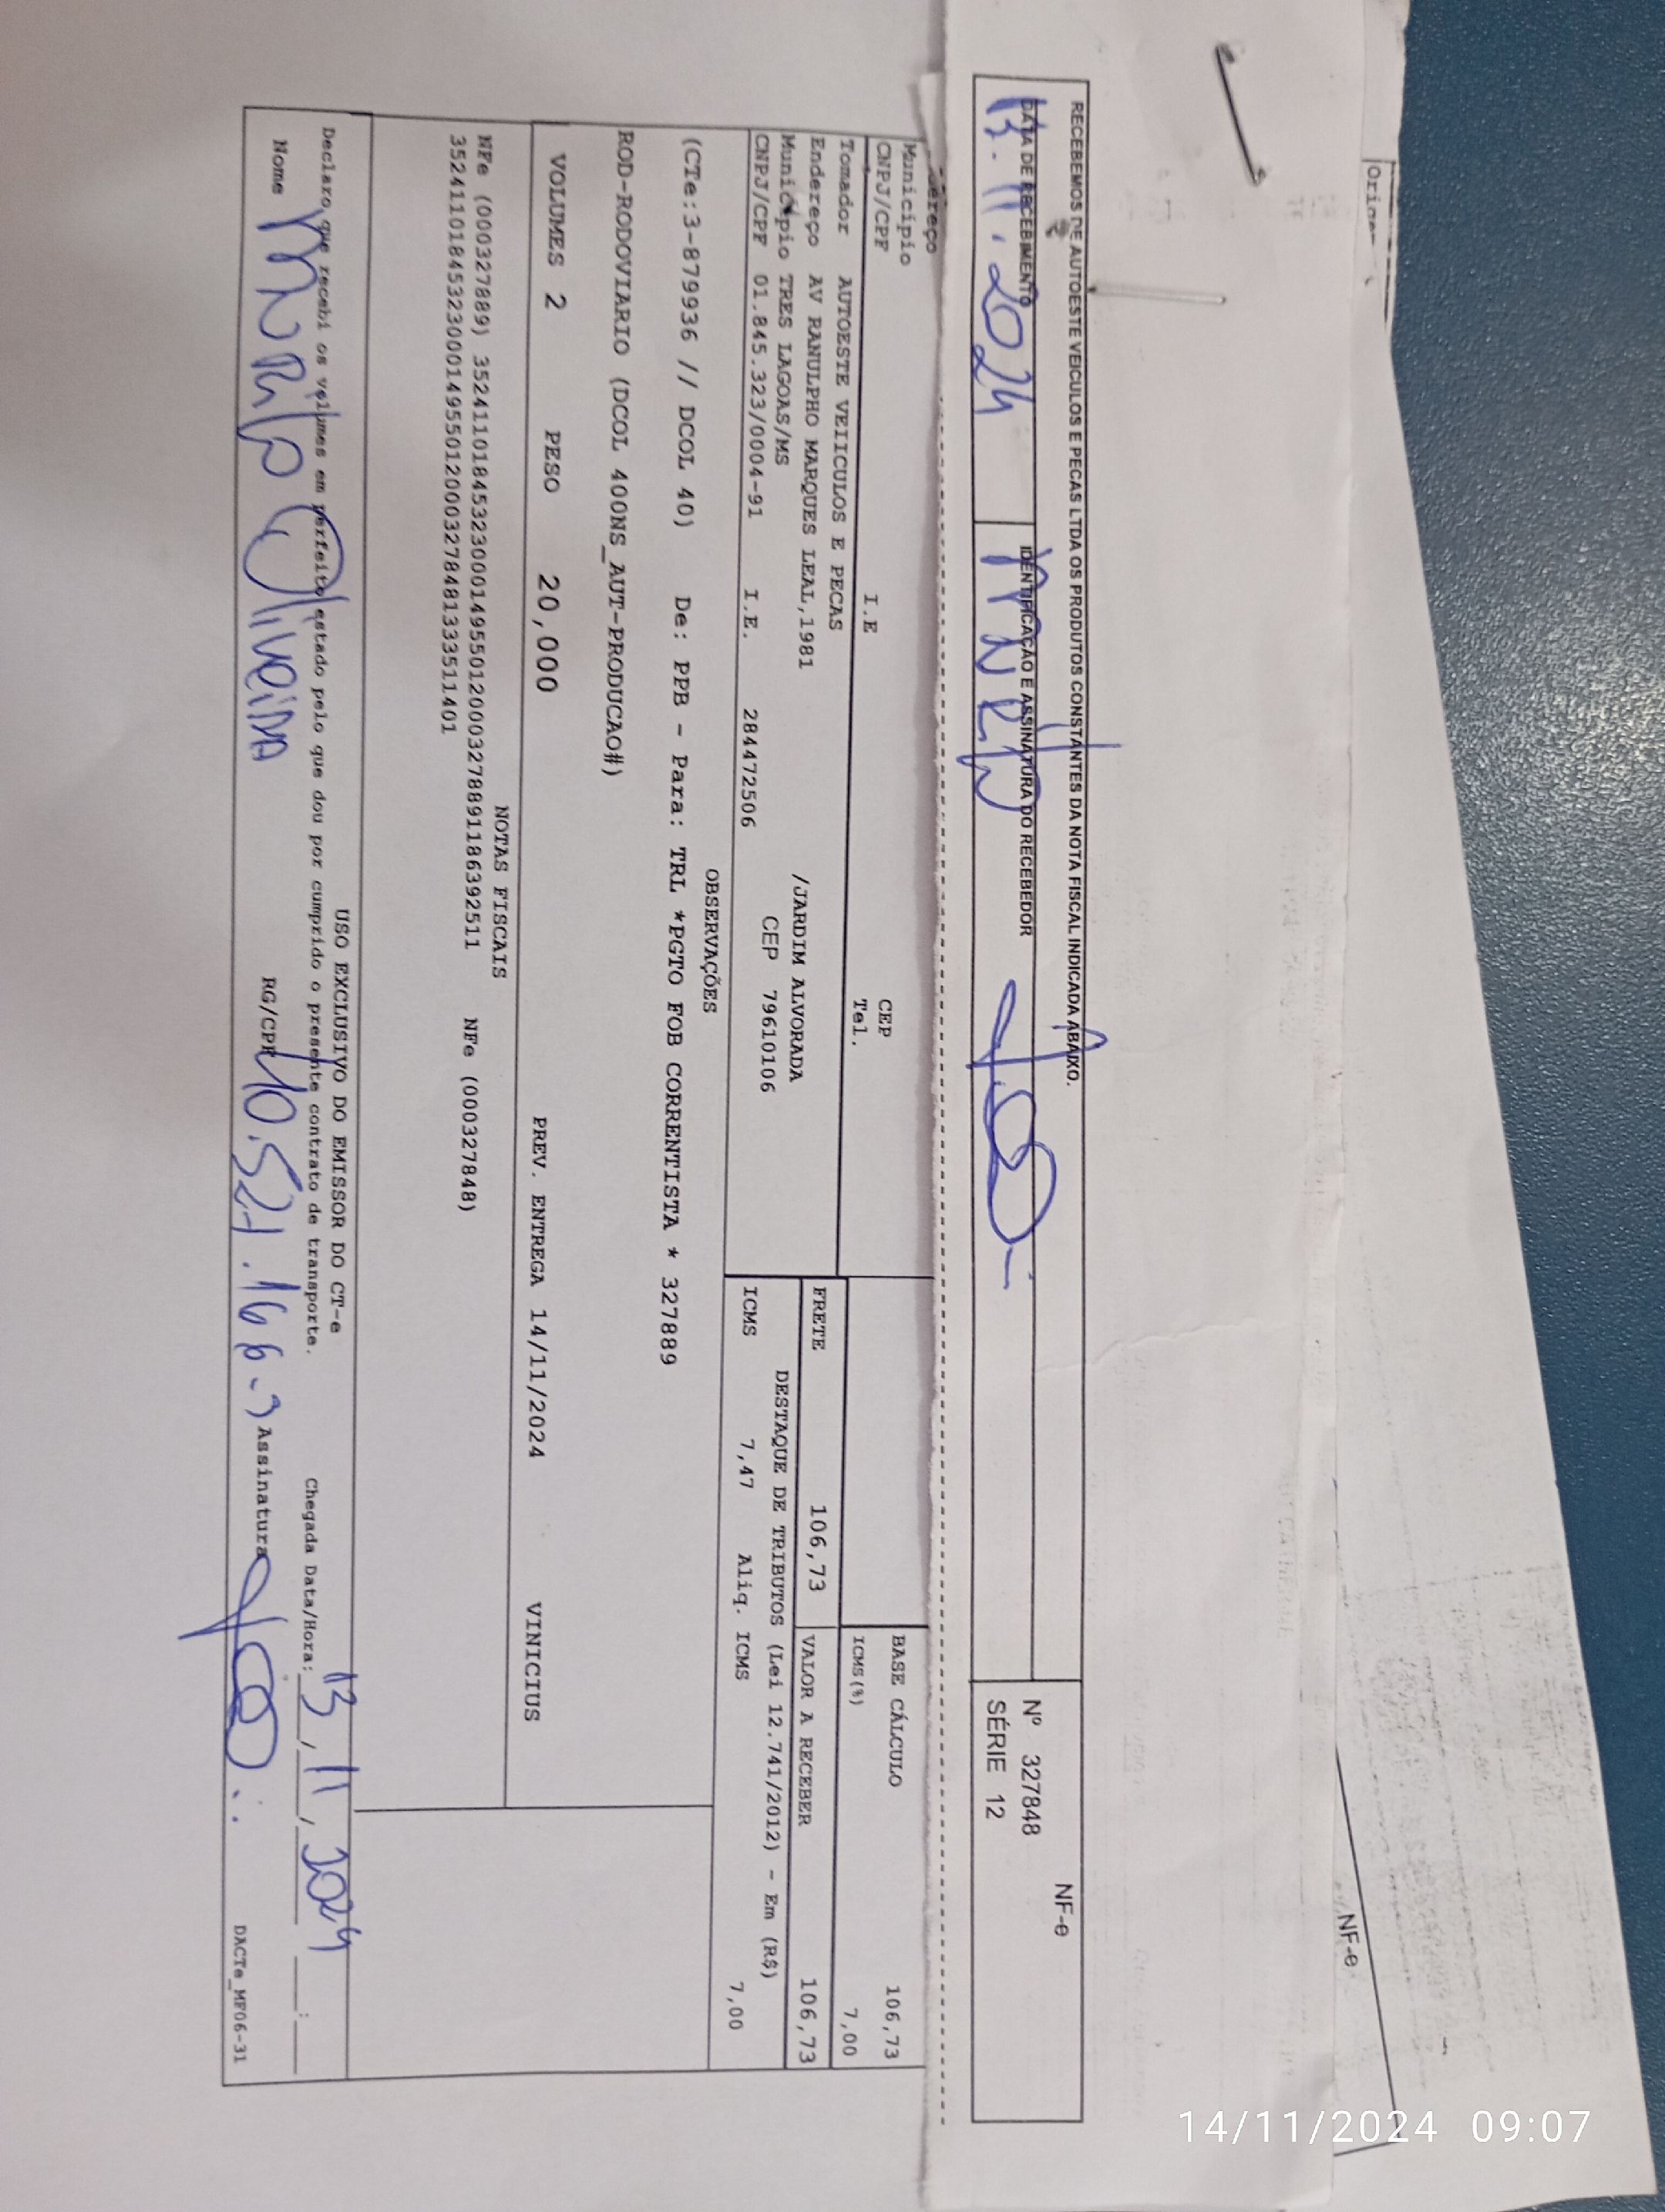 Origem
NF-e
RECEBEMOS DE AUTOESTE VEICULOS E PECAS LTDA OS PRODUTOS CONSTANTES DA NOTA FISCAL INDICADA ABAIXO.
DATA DE RECEBIMENTO
13.11.2024
IDENTIFICAÇÃO E ASSINATURA DO RECEBEDOR
NF-e
Nº 327848
SÉRIE 12
ereço
Município CEP
CNPJ/CPF I.E Tel.
BASE CÁLCULO 106,73
ICMS(%) 7,00
Tomador AUTOESTE VEIICULOS E PECAS
Endereço AV RANULPHO MARQUES LEAL,1981 /JARDIM ALVORADA
Município TRES LAGOAS/MS CEP 79610106
CNPJ/CPF 01.845.323/0004-91 I.E. 284472506
FRETE 106,73 VALOR A RECEBER 106,73
DESTAQUE DE TRIBUTOS (Lei 12.741/2012) - Em (R$)
ICMS 7,47 Aliq. ICMS 7,00
OBSERVAÇÕES
(CTe:3-879936 // DCOL 40) De: PPB - Para: TRL *PGTO FOB CORRENTISTA * 327889
ROD-RODOVIARIO (DCOL 400NS_AUT-PRODUCAO#)
VOLUMES 2 PESO 20,000 PREV. ENTREGA 14/11/2024 VINICIUS
NOTAS FISCAIS
NFe (000327889) 35241101845323000149550120003278891186392511 NFe (000327848)
35241101845323000149550120003278481333511401
USO EXCLUSIVO DO EMISSOR DO CT-e
Declaro que recebi os volumes em perfeito estado pelo que dou por cumprido o presente contrato de transporte. Chegada Data/Hora: 13/11/2024 __:__
Nome Murilo Oliveira RG/CPF Assinatura
DACTe_MF06-31
14/11/2024 09:07